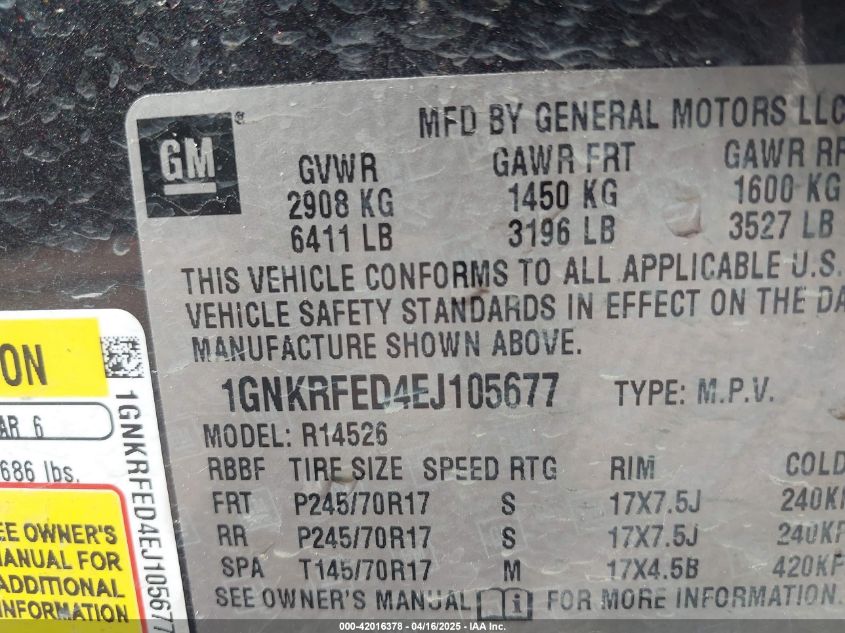 MFD BY GENERAL MOTORS LLC
GM®
GVWR GAWR FRT GAWR RR
2908 KG 1450 KG 1600 KG
6411 LB 3196 LB 3527 LB
THIS VEHICLE CONFORMS TO ALL APPLICABLE U.S.
VEHICLE SAFETY STANDARDS IN EFFECT ON THE DA
MANUFACTURE SHOWN ABOVE.
1GNKRFED4EJ105677 TYPE: M.P.V.
MODEL: R14526
RBBF TIRE SIZE SPEED RTG RIM COLD
FRT P245/70R17 S 17X7.5J 240KP
RR P245/70R17 S 17X7.5J 240KP
SPA T145/70R17 M 17X4.5B 420KP
SEE OWNER'S MANUAL i FOR MORE INFORMATION.
ON
AR 6
686 lbs.
EE OWNER'S
MANUAL FOR
ADDITIONAL
INFORMATION
1GNKRFED4EJ105677
000-42016378 - 04/16/2025 - IAA Inc.